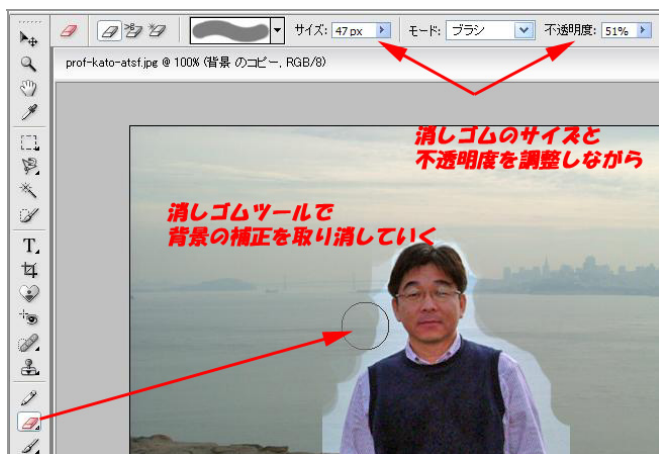 サイズ: 47 px モード: ブラシ 不透明度: 51%
prof-kato-atsf.jpg @ 100% (背景 のコピー, RGB/8)
消しゴムのサイズと
不透明度を調整しながら
消しゴムツールで
背景の補正を取り消していく
T